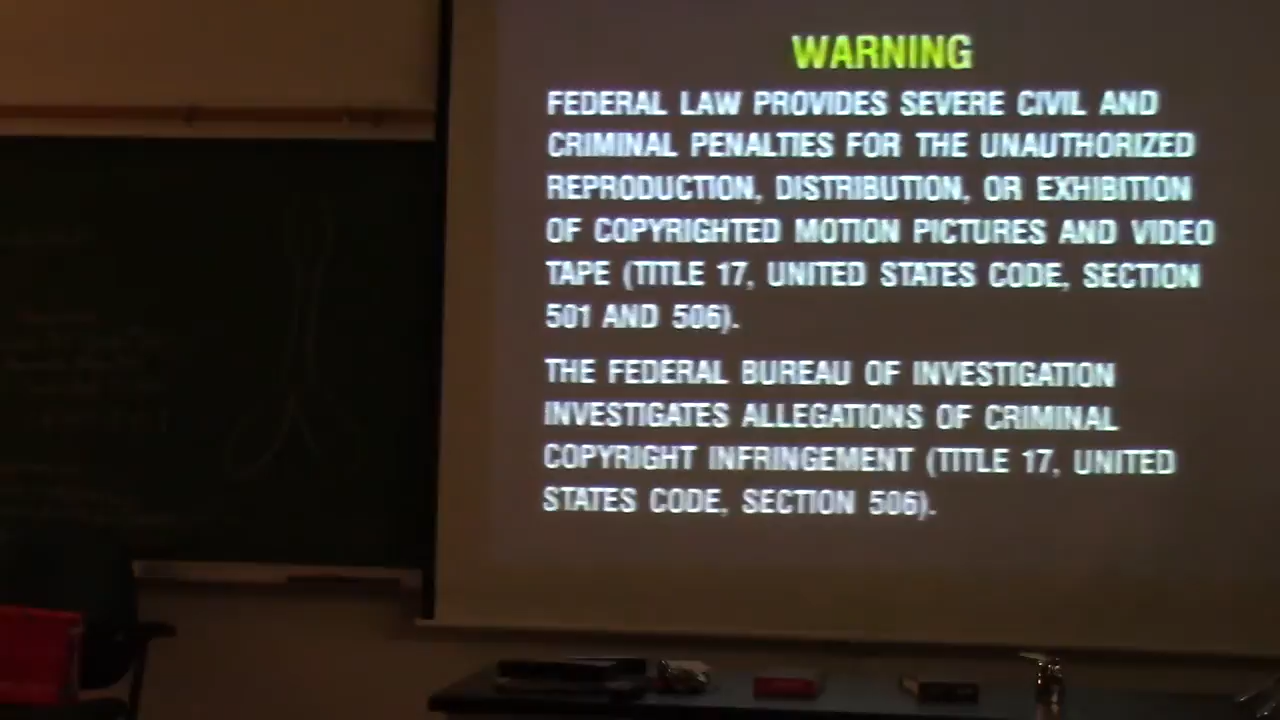 WARNING
FEDERAL LAW PROVIDES SEVERE CIVIL AND
CRIMINAL PENALTIES FOR THE UNAUTHORIZED
REPRODUCTION, DISTRIBUTION, OR EXHIBITION
OF COPYRIGHTED MOTION PICTURES AND VIDEO
TAPE (TITLE 17, UNITED STATES CODE, SECTION
501 AND 506).
THE FEDERAL BUREAU OF INVESTIGATION
INVESTIGATES ALLEGATIONS OF CRIMINAL
COPYRIGHT INFRINGEMENT (TITLE 17, UNITED
STATES CODE, SECTION 506).